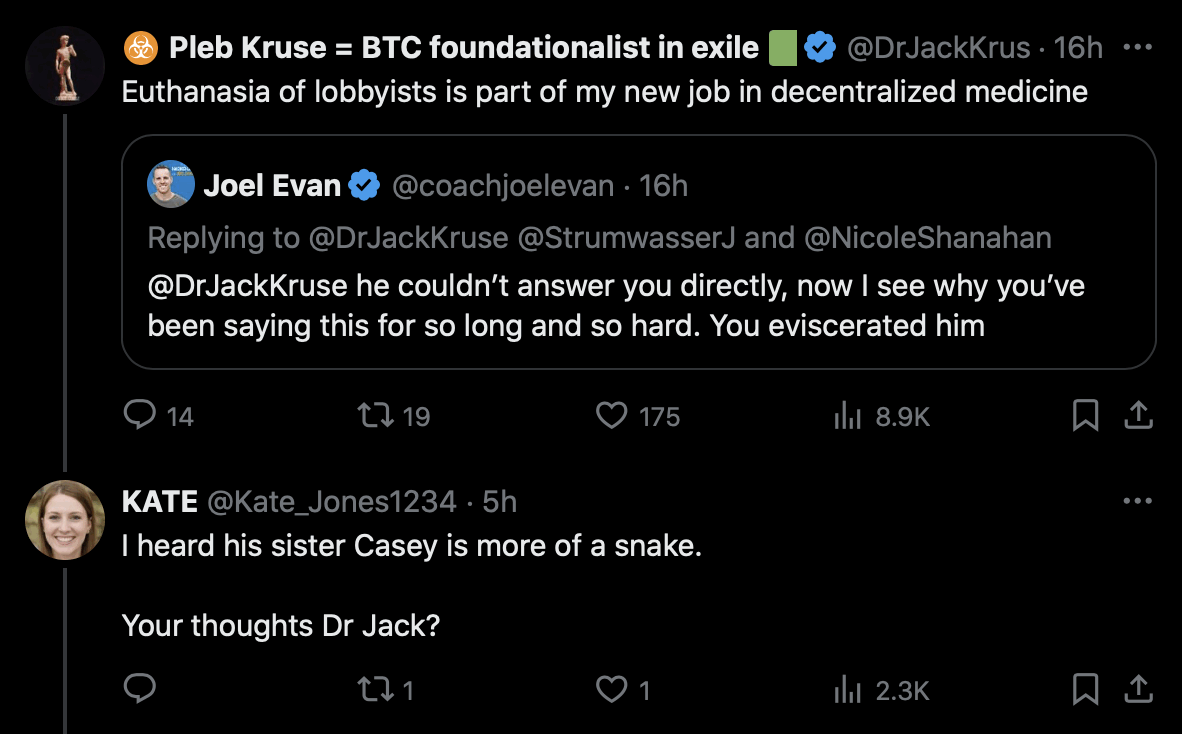 Pleb Kruse = BTC foundationalist in exile @DrJackKrus · 16h
Euthanasia of lobbyists is part of my new job in decentralized medicine
Joel Evan @coachjoelevan · 16h
Replying to @DrJackKruse @StrumwasserJ and @NicoleShanahan
@DrJackKruse he couldn’t answer you directly, now I see why you’ve
been saying this for so long and so hard. You eviscerated him
14 19 175 8.9K
KATE @Kate_Jones1234 · 5h
I heard his sister Casey is more of a snake.
Your thoughts Dr Jack?
1 1 2.3K